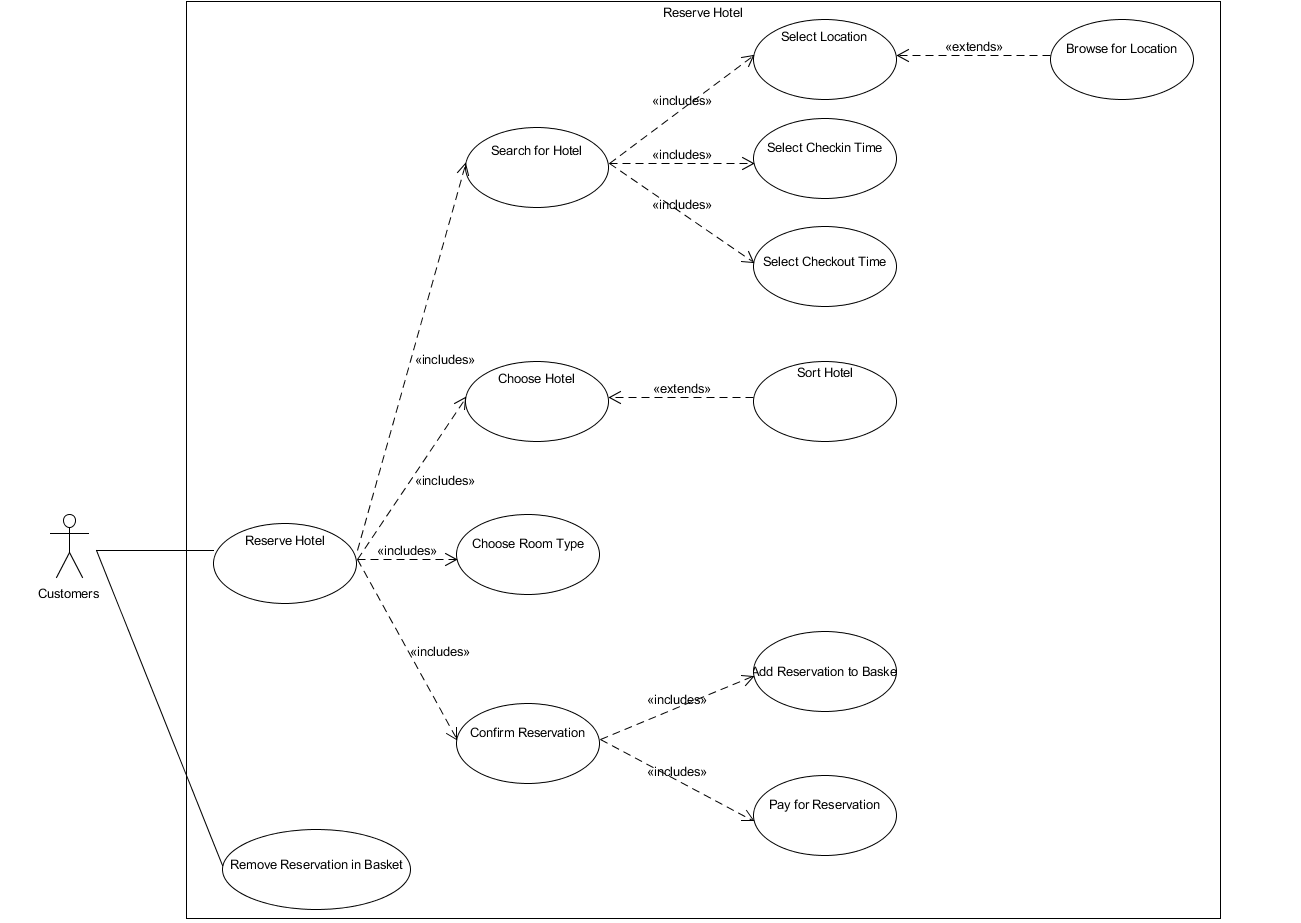 Reserve Hotel
Select Location
«extends»
Browse for Location
«includes»
Search for Hotel
«includes»
Select Checkin Time
«includes»
Select Checkout Time
«includes»
Choose Hotel
«extends»
Sort Hotel
«includes»
Customers
Reserve Hotel
«includes»
Choose Room Type
«includes»
Add Reservation to Baske
«includes»
Confirm Reservation
«includes»
Pay for Reservation
Remove Reservation in Basket